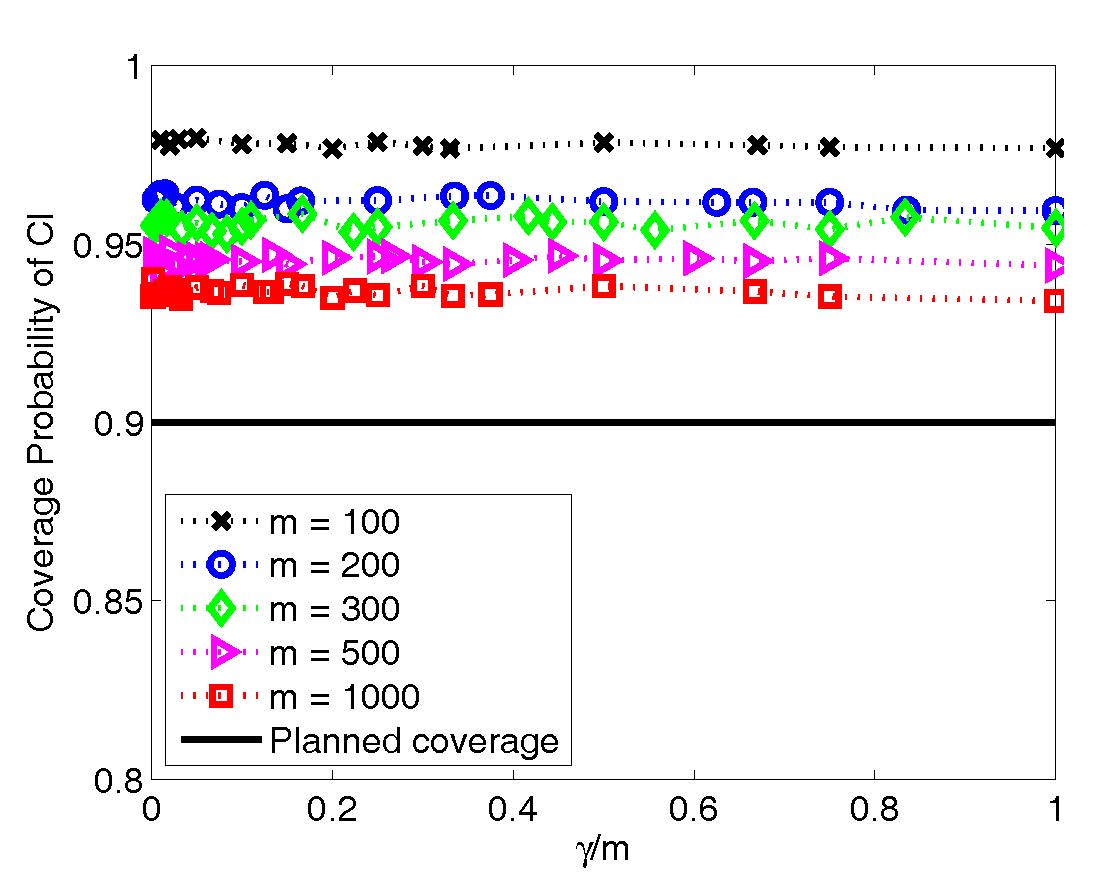 1
0.95
0.9
0.85
0.8
Coverage Probability of CI
m = 100
m = 200
m = 300
m = 500
m = 1000
Planned coverage
0 0.2 0.4 0.6 0.8 1
γ/m